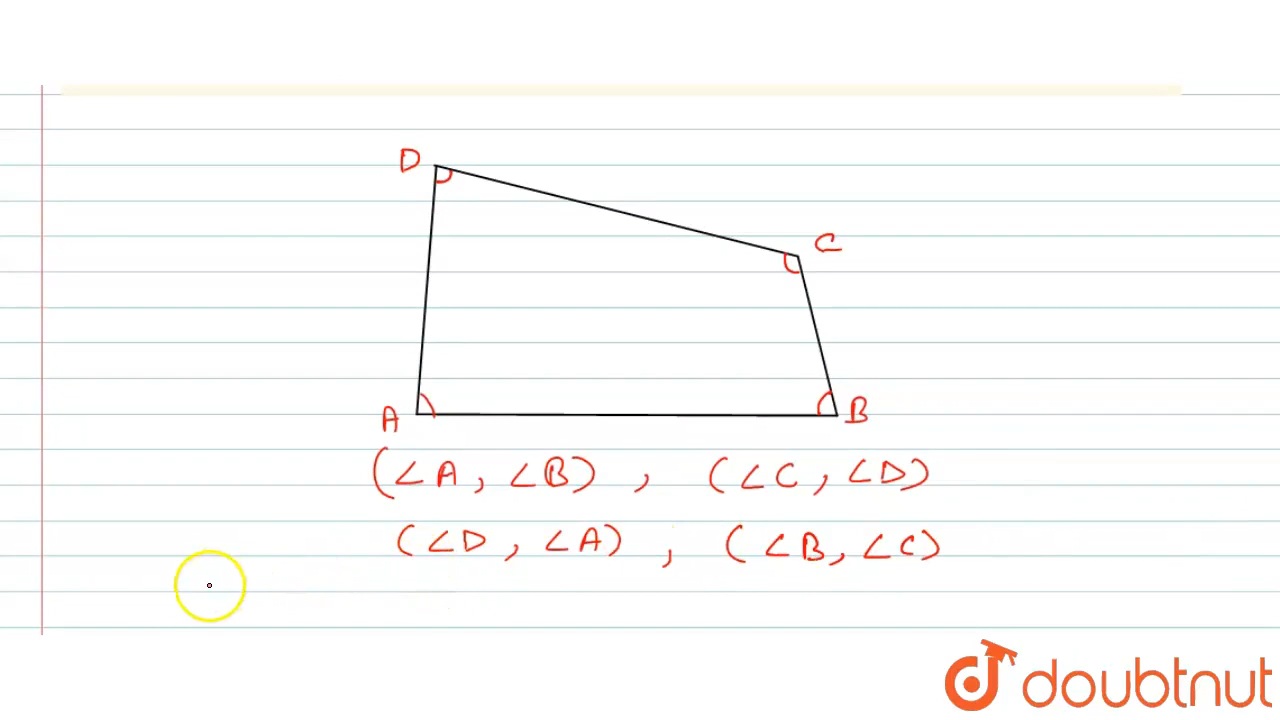 D
C
A
B
(∠A, ∠B), (∠C, ∠D)
(∠D, ∠A), (∠B, ∠C)
doubtnut